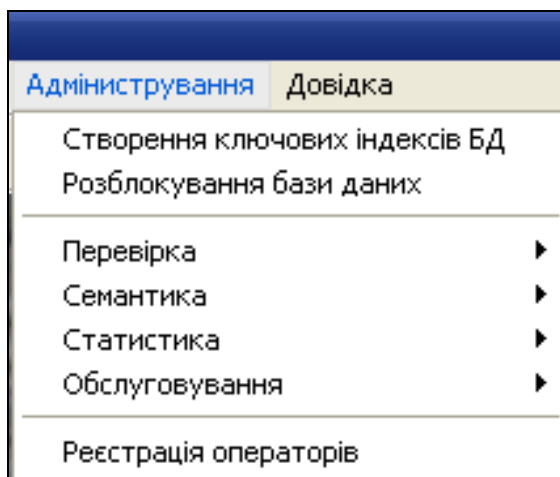 Адміністрування Довідка
Створення ключових індексів БД
Розблокування бази даних
Перевірка
Семантика
Статистика
Обслуговування
Реєстрація операторів